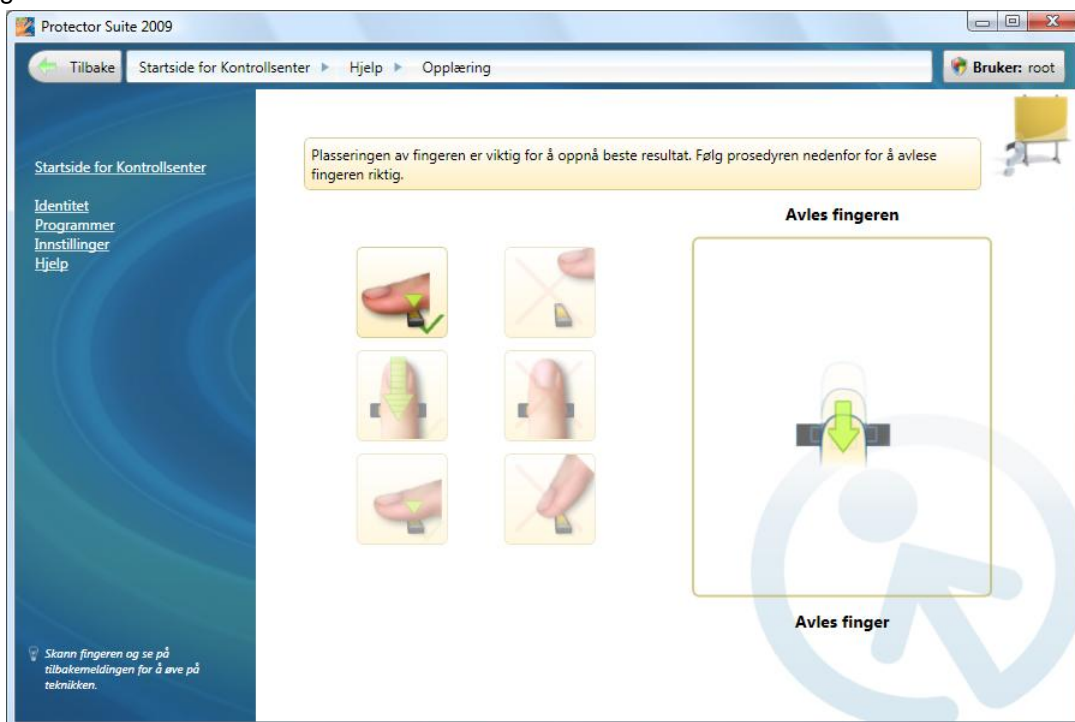 Protector Suite 2009
Tilbake
Startside for Kontrollsenter
Hjelp
Opplæring
Bruker: root
Startside for Kontrollsenter
Identitet
Programmer
Innstillinger
Hjelp
Plasseringen av fingeren er viktig for å oppnå beste resultat. Følg prosedyren nedenfor for å avlese
fingeren riktig.
Avles fingeren
Avles finger
Skann fingeren og se på
tilbakemeldingen for å øve på
teknikken.